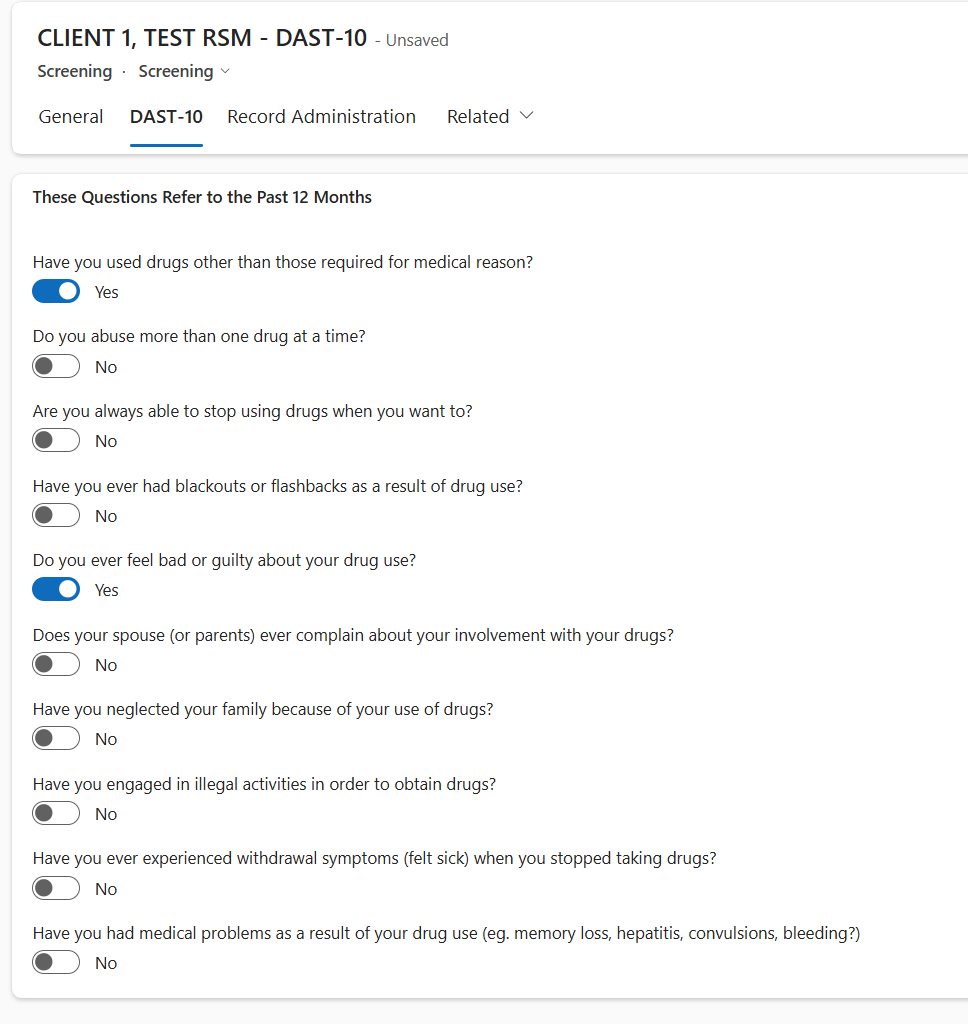 CLIENT 1, TEST RSM - DAST-10 - Unsaved
Screening · Screening
General DAST-10 Record Administration Related
These Questions Refer to the Past 12 Months
Have you used drugs other than those required for medical reason?
Yes
Do you abuse more than one drug at a time?
No
Are you always able to stop using drugs when you want to?
No
Have you ever had blackouts or flashbacks as a result of drug use?
No
Do you ever feel bad or guilty about your drug use?
Yes
Does your spouse (or parents) ever complain about your involvement with your drugs?
No
Have you neglected your family because of your use of drugs?
No
Have you engaged in illegal activities in order to obtain drugs?
No
Have you ever experienced withdrawal symptoms (felt sick) when you stopped taking drugs?
No
Have you had medical problems as a result of your drug use (eg. memory loss, hepatitis, convulsions, bleeding?)
No